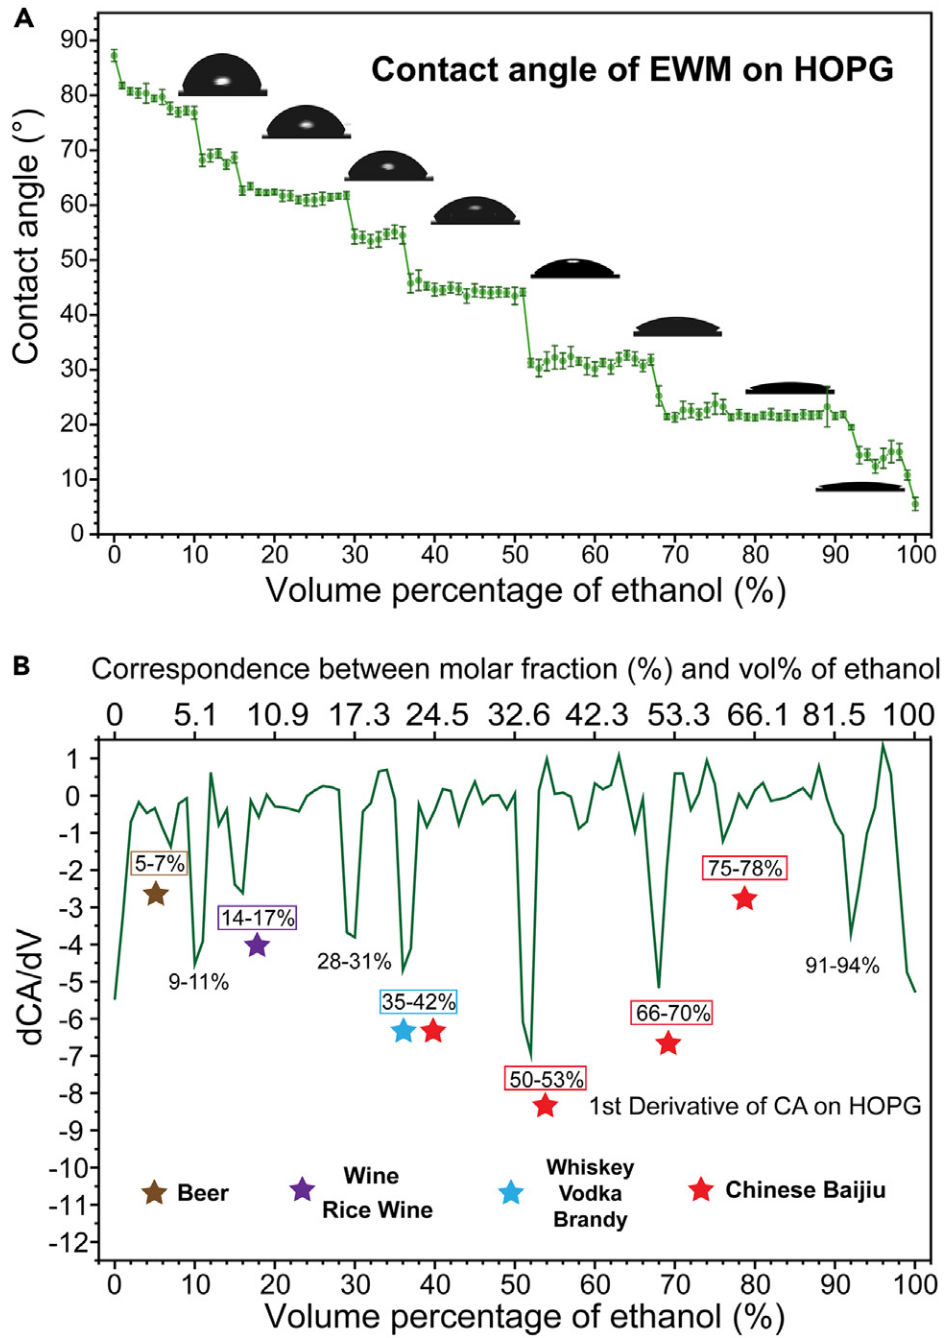 A
Contact angle of EWM on HOPG
Contact angle (°)
90
80
70
60
50
40
30
20
10
0
0 10 20 30 40 50 60 70 80 90 100
Volume percentage of ethanol (%)
B
Correspondence between molar fraction (%) and vol% of ethanol
0 5.1 10.9 17.3 24.5 32.6 42.3 53.3 66.1 81.5 100
dCA/dV
1
0
-1
-2
-3
-4
-5
-6
-7
-8
-9
-10
-11
-12
5-7%
75-78%
14-17%
28-31%
91-94%
9-11%
35-42%
66-70%
50-53%
1st Derivative of CA on HOPG
Beer
Wine
Rice Wine
Whiskey
Vodka
Brandy
Chinese Baijiu
0 10 20 30 40 50 60 70 80 90 100
Volume percentage of ethanol (%)